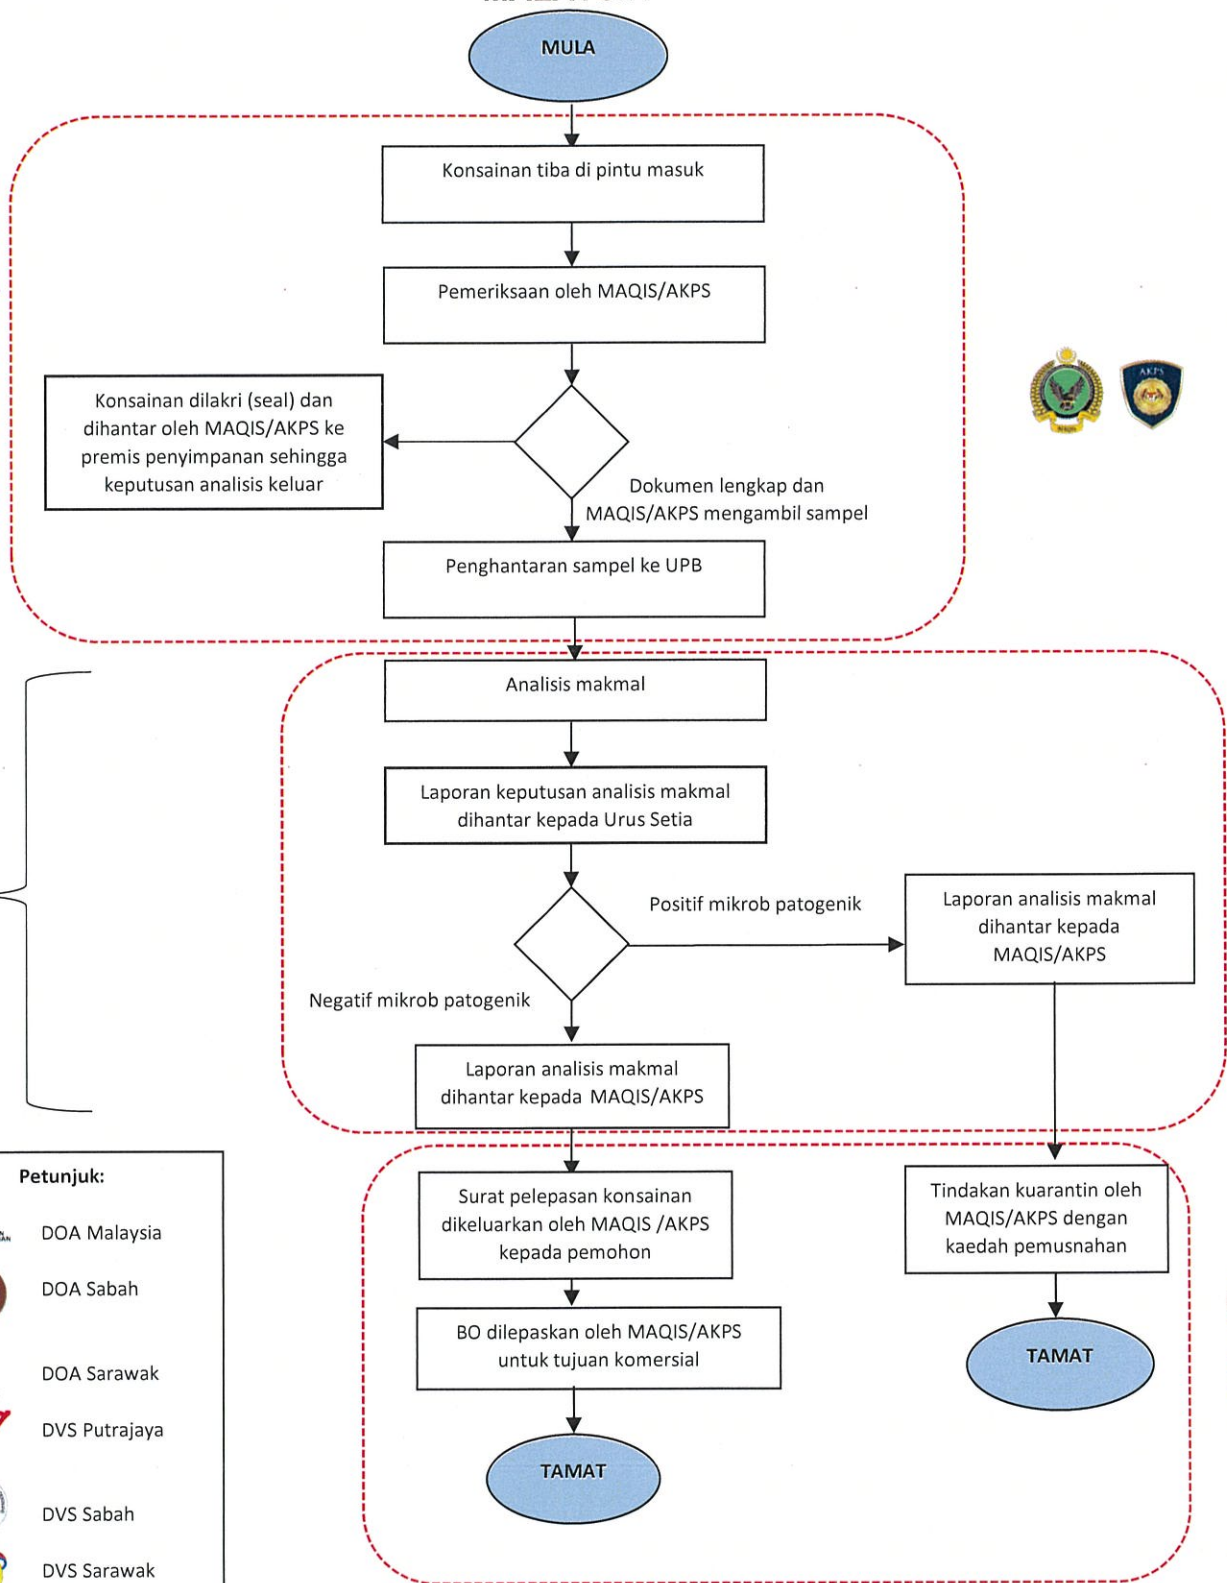 MULA
Konsainan tiba di pintu masuk
Pemeriksaan oleh MAQIS/AKPS
Konsainan dilakri (seal) dan
dihantar oleh MAQIS/AKPS ke
premis penyimpanan sehingga
keputusan analisis keluar
AKPS
MAQIS
Dokumen lengkap dan
MAQIS/AKPS mengambil sampel
Penghantaran sampel ke UPB
Analisis makmal
Laporan keputusan analisis makmal
dihantar kepada Urus Setia
Positif mikrob patogenik
Laporan analisis makmal
dihantar kepada
MAQIS/AKPS
Negatif mikrob patogenik
Laporan analisis makmal
dihantar kepada MAQIS/AKPS
Surat pelepasan konsainan
dikeluarkan oleh MAQIS /AKPS
kepada pemohon
Tindakan kuarantin oleh
MAQIS/AKPS dengan
kaedah pemusnahan
BO dilepaskan oleh MAQIS/AKPS
untuk tujuan komersial
TAMAT
TAMAT
Petunjuk:
DOA Malaysia
DOA Sabah
DOA Sarawak
DVS Putrajaya
DVS Sabah
DVS Sarawak